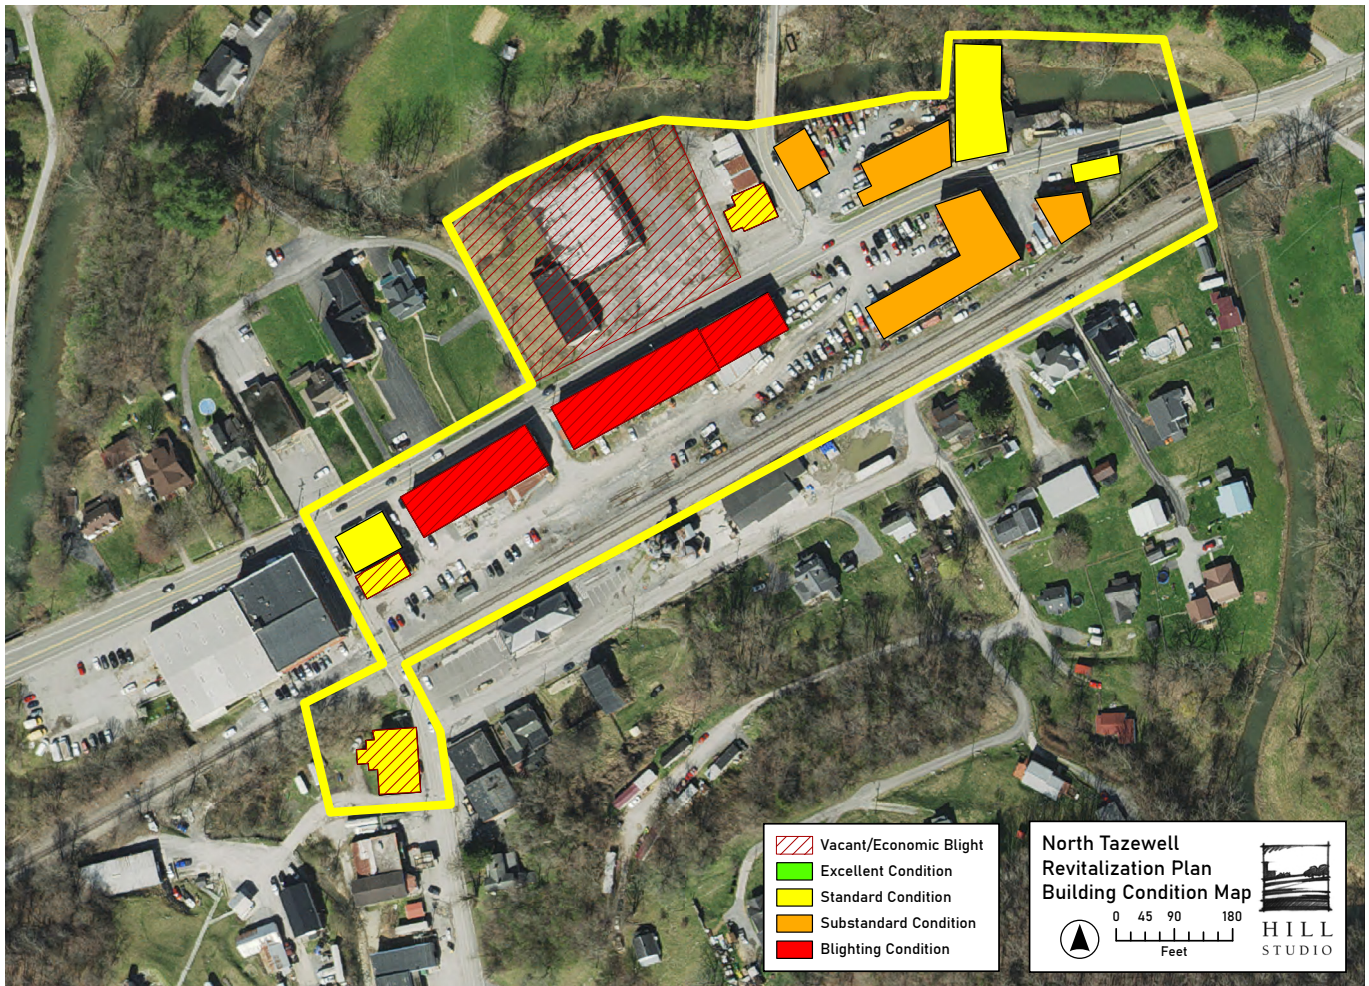 Vacant/Economic Blight
Excellent Condition
Standard Condition
Substandard Condition
Blighting Condition
North Tazewell
Revitalization Plan
Building Condition Map
0 45 90 180
Feet
HILL
STUDIO